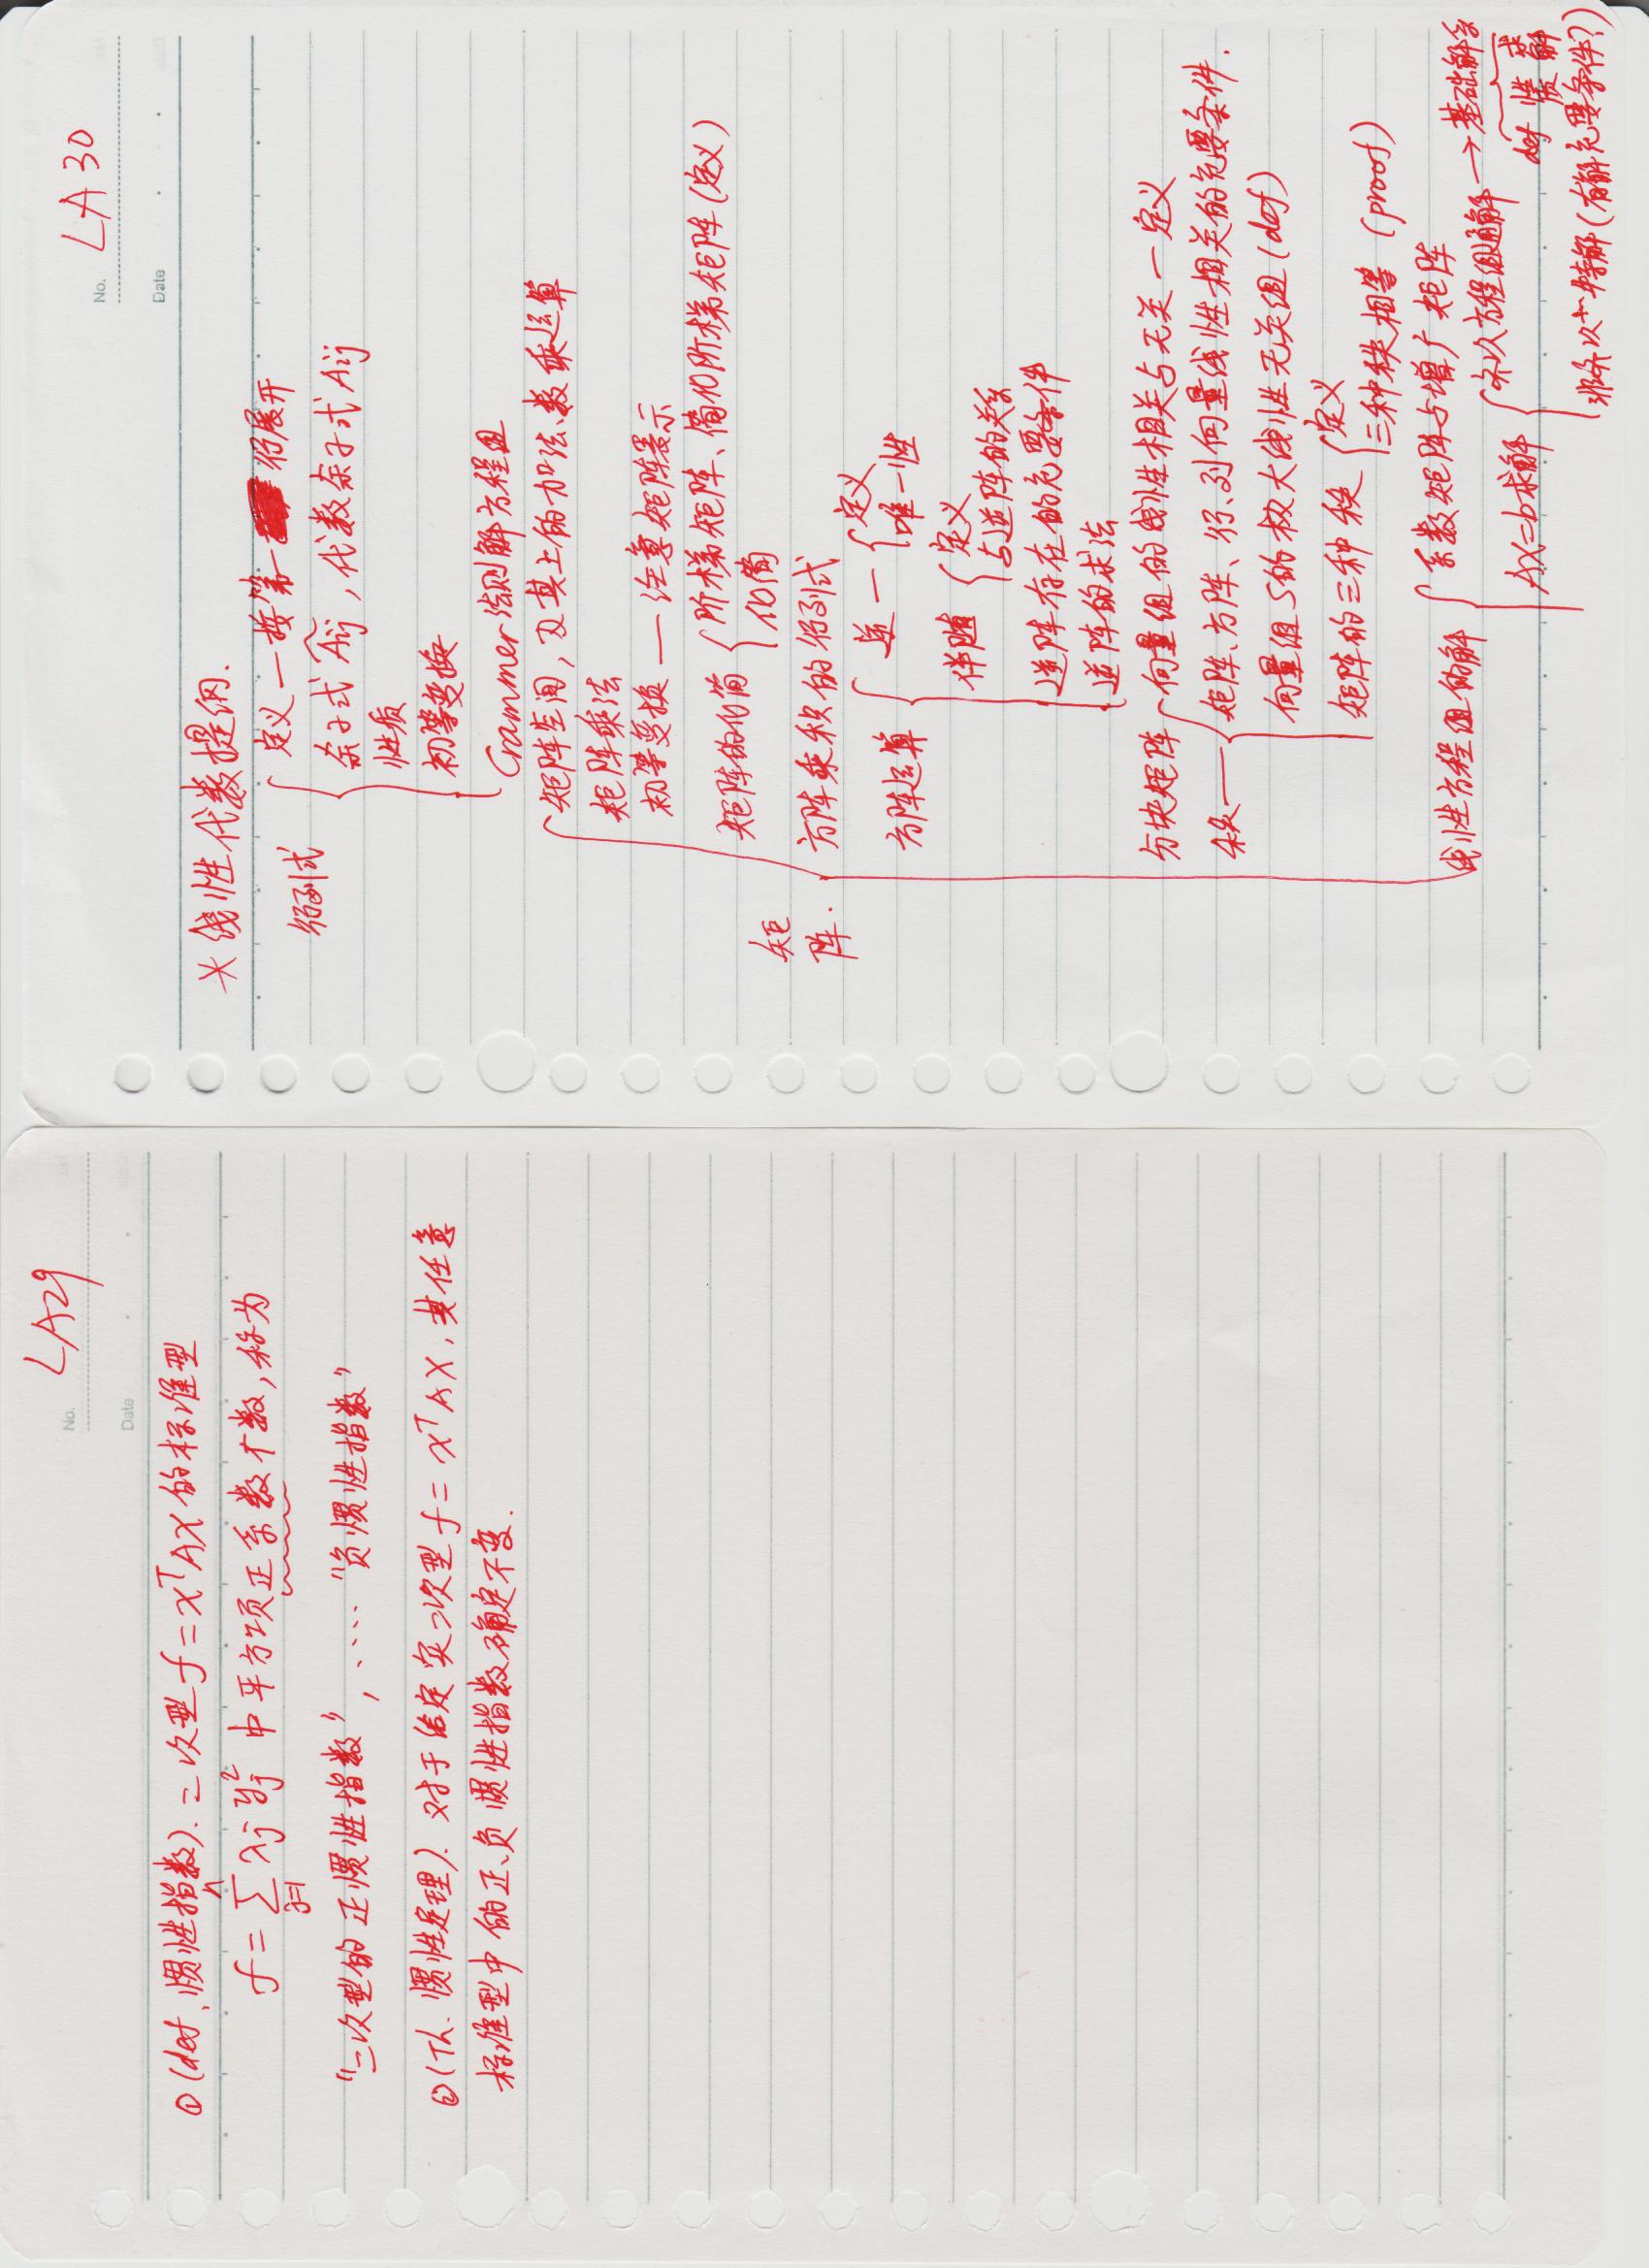 No. LA29
Date
①(def. 惯性指数). 二次型 f=xᵀAx 的标准型
f=∑ⁿⱼ₌₁ λj yj² 中平方项正系数个数,称为
“二次型的正惯性指数”,····“负惯性指数”
②(Th. 惯性定理). 对于给定实二次型 f=xᵀAx,其任意
标准型中的正、负惯性指数确定不变.
No. LA30
Date
* 线性代数提纲.
行列式
定义—按第一行展开
余子式 Ãij,代数余子式 Aij
性质
初等变换
Crammer法则解方程组
矩阵.
矩阵空间,及其上的加法、数乘运算
矩阵乘法
初等变换 — 注意矩阵表示
矩阵的化简
阶梯矩阵、简化阶梯矩阵(定义)
化简
方阵乘积的行列式
方阵运算
逆—
定义
唯一性
伴随
定义
与逆阵的关系
逆阵存在的充要条件
逆阵的求法
分块矩阵
秩—
向量组的线性相关与无关—定义
矩阵、方阵、行、列向量线性相关的充要条件.
向量组S的极大线性无关组(def)
矩阵的三种秩
定义
三种秩相等 (proof)
线性方程组的解
系数矩阵与增广矩阵
AX=b求解
齐次方程组通解→基础解系
def 性质 求解
非齐次~特解(有解充要条件?)